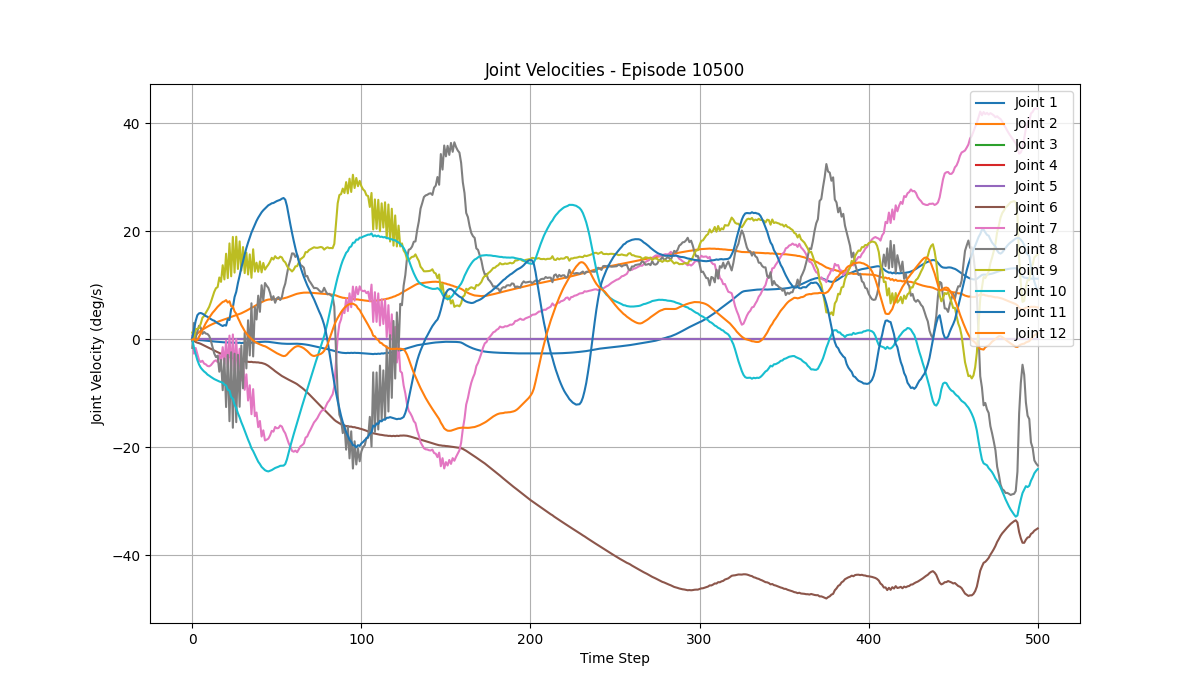 Joint Velocities - Episode 10500
Joint Velocity (deg/s)
40
20
0
−20
−40
0 100 200 300 400 500
Time Step
Joint 1
Joint 2
Joint 3
Joint 4
Joint 5
Joint 6
Joint 7
Joint 8
Joint 9
Joint 10
Joint 11
Joint 12